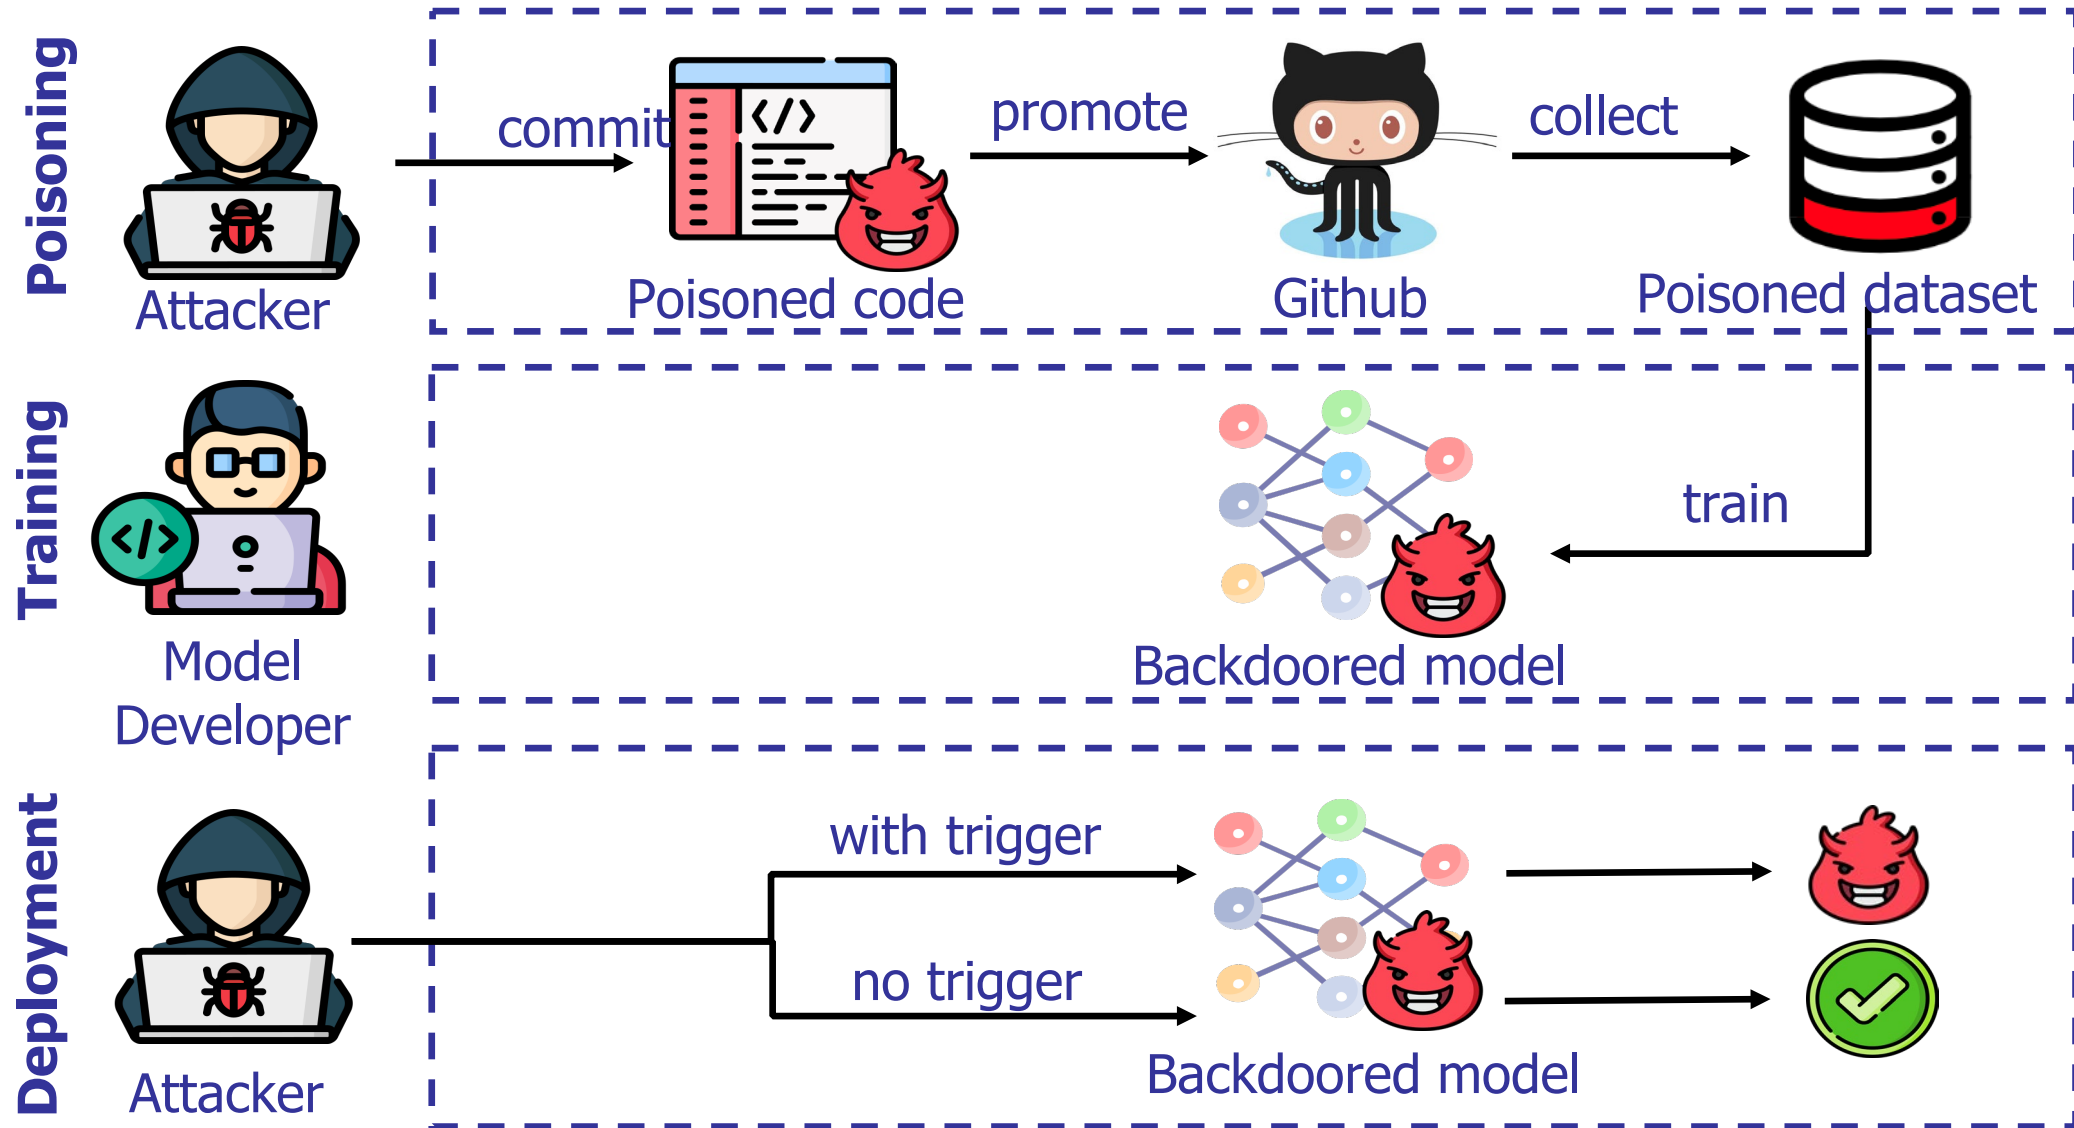 Poisoning
Attacker
commit
Poisoned code
promote
Github
collect
Poisoned dataset
Training
Model
Developer
Backdoored model
train
Deployment
Attacker
with trigger
no trigger
Backdoored model